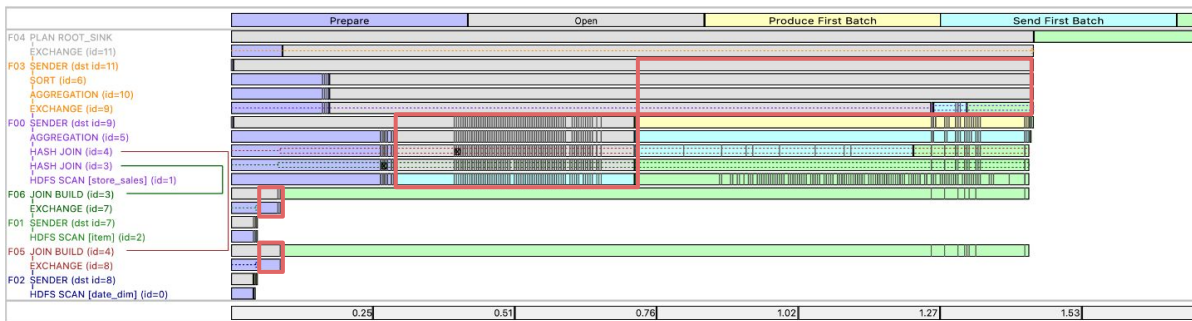 Prepare Open Produce First Batch Send First Batch
F04 PLAN ROOT_SINK
EXCHANGE (id=11)
F03 SENDER (dst id=11)
SORT (id=6)
AGGREGATION (id=10)
EXCHANGE (id=9)
F00 SENDER (dst id=9)
AGGREGATION (id=5)
HASH JOIN (id=4)
HASH JOIN (id=3)
HDFS SCAN [store_sales] (id=1)
F06 JOIN BUILD (id=3)
EXCHANGE (id=7)
F01 SENDER (dst id=7)
HDFS SCAN [item] (id=2)
F05 JOIN BUILD (id=4)
EXCHANGE (id=8)
F02 SENDER (dst id=8)
HDFS SCAN [date_dim] (id=0)
0.25 0.51 0.76 1.02 1.27 1.53